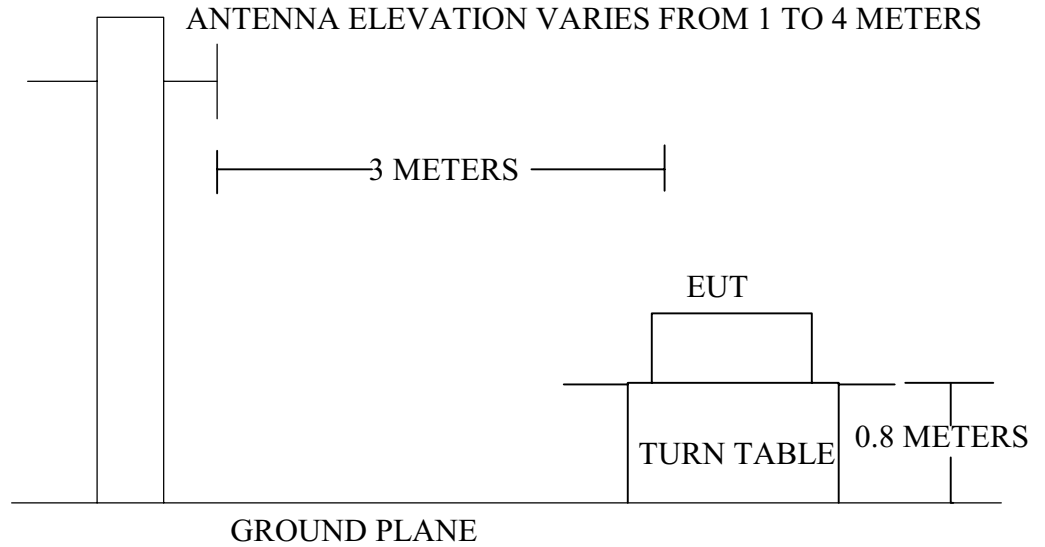 ANTENNA ELEVATION VARIES FROM 1 TO 4 METERS
3 METERS
EUT
0.8 METERS
TURN TABLE
GROUND PLANE